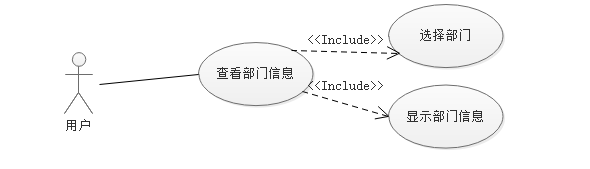 选择部门
<<Include>>
查看部门信息
<<Include>>
显示部门信息
用户